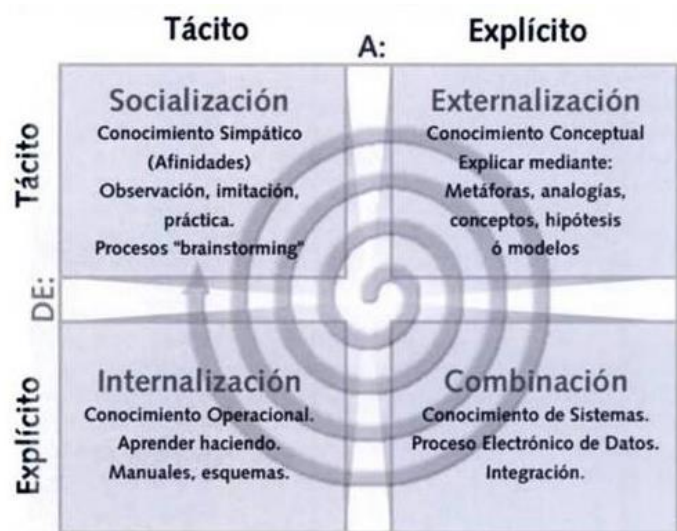 Tácito
A:
Explícito
Tácito
DE:
Explícito
Socialización
Conocimiento Simpático
(Afinidades)
Observación, imitación,
práctica.
Procesos "brainstorming"
Externalización
Conocimiento Conceptual
Explicar mediante:
Metáforas, analogías,
conceptos, hipótesis
ó modelos
Internalización
Conocimiento Operacional.
Aprender haciendo.
Manuales, esquemas.
Combinación
Conocimiento de Sistemas.
Proceso Electrónico de Datos.
Integración.